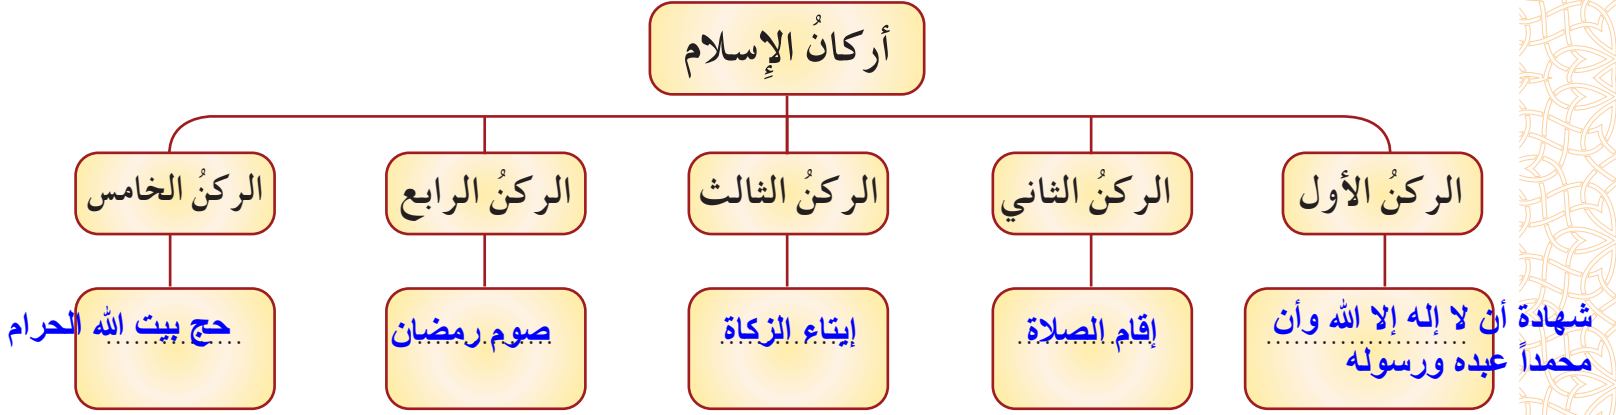 أركانُ الإِسلام
الركنُ الأول
الركنُ الثاني
الركنُ الثالث
الركنُ الرابع
الركنُ الخامس
شهادة أن لا إله إلا الله وأن
محمداً عبده ورسوله
إقام الصلاة
إيتاء الزكاة
صوم رمضان
حج بيت الله الحرام